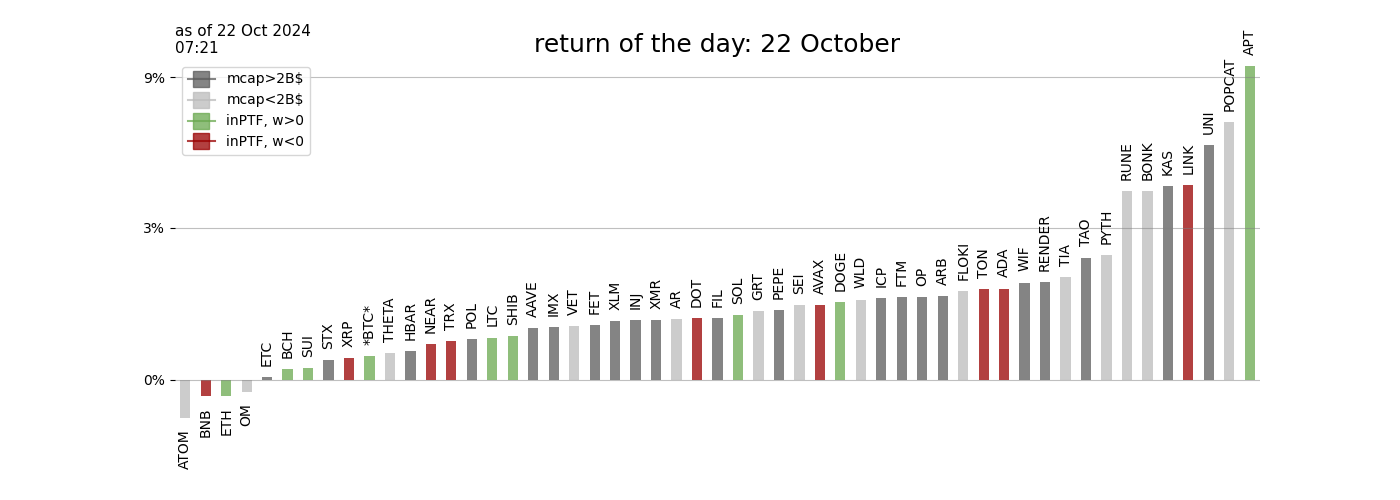 as of 22 Oct 2024
07:21
return of the day: 22 October
mcap>2B$
mcap<2B$
inPTF, w>0
inPTF, w<0
9%
3%
0%
ATOM
BNB
ETH
OM
ETC
BCH
SUI
STX
XRP
*BTC*
THETA
HBAR
NEAR
TRX
POL
LTC
SHIB
AAVE
IMX
VET
FET
XLM
INJ
XMR
AR
DOT
FIL
SOL
GRT
PEPE
SEI
AVAX
DOGE
WLD
ICP
FTM
OP
ARB
FLOKI
TON
ADA
WIF
RENDER
TIA
TAO
PYTH
RUNE
BONK
KAS
LINK
UNI
POPCAT
APT